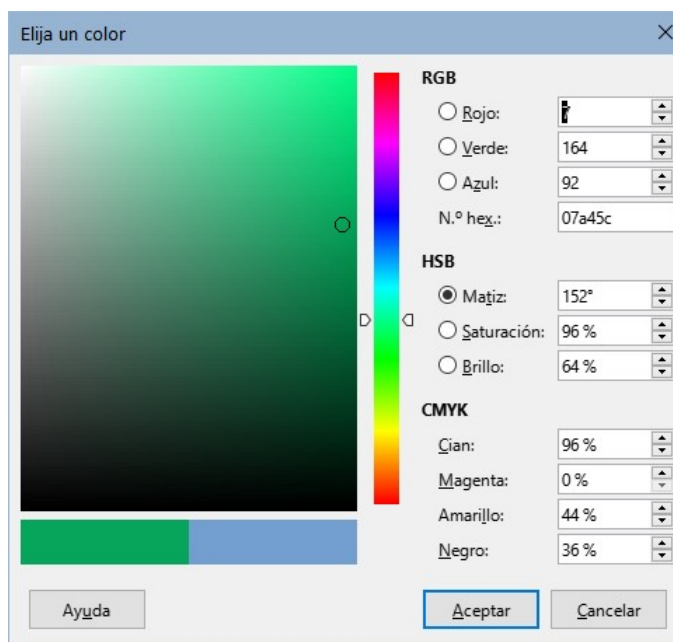 Elija un color
RGB
Rojo: 7
Verde: 164
Azul: 92
N.º hex.: 07a45c
HSB
Matiz: 152°
Saturación: 96 %
Brillo: 64 %
CMYK
Cian: 96 %
Magenta: 0 %
Amarillo: 44 %
Negro: 36 %
Ayuda Aceptar Cancelar